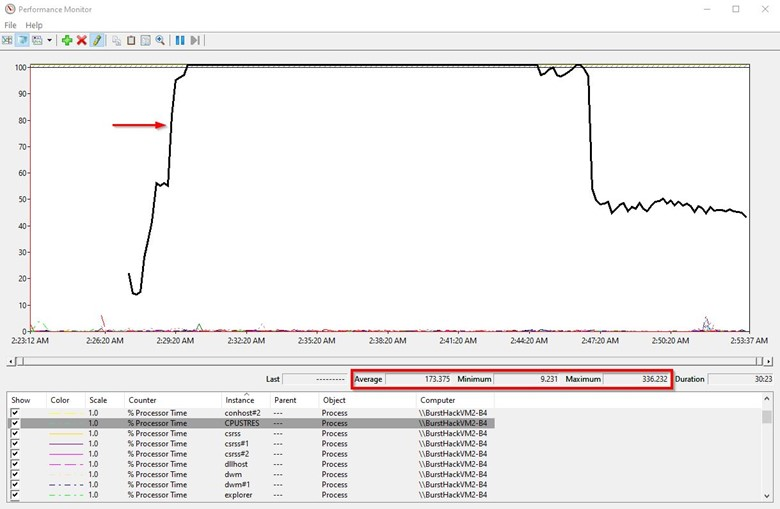 Performance Monitor
File Help
100
90
80
70
60
50
40
30
20
10
0
2:23:12 AM 2:26:20 AM 2:29:20 AM 2:32:20 AM 2:35:20 AM 2:38:20 AM 2:41:20 AM 2:44:20 AM 2:47:20 AM 2:50:20 AM 2:53:37 AM
Last --------- Average 173.375 Minimum 9.231 Maximum 336.232 Duration 30:23
Show Color Scale Counter Instance Parent Object Computer
1.0 % Processor Time conhost#2 --- Process \\BurstHackVM2-B4
1.0 % Processor Time CPUSTRES --- Process \\BurstHackVM2-B4
1.0 % Processor Time csrss --- Process \\BurstHackVM2-B4
1.0 % Processor Time csrss#1 --- Process \\BurstHackVM2-B4
1.0 % Processor Time csrss#2 --- Process \\BurstHackVM2-B4
1.0 % Processor Time dllhost --- Process \\BurstHackVM2-B4
1.0 % Processor Time dwm --- Process \\BurstHackVM2-B4
1.0 % Processor Time dwm#1 --- Process \\BurstHackVM2-B4
1.0 % Processor Time explorer --- Process \\BurstHackVM2-B4